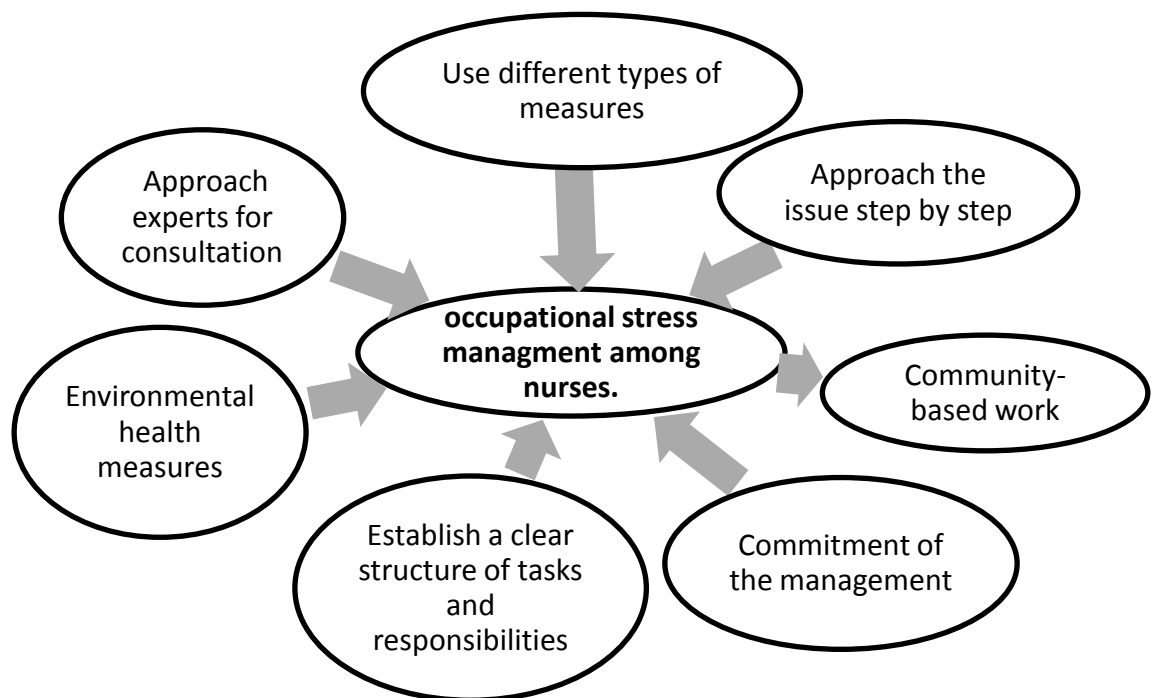 Use different types of
measures
Approach the
issue step by step
Approach
experts for
consultation
occupational stress
managment among
nurses.
Community-
based work
Environmental
health
measures
Commitment of
the management
Establish a clear
structure of tasks
and
responsibilities